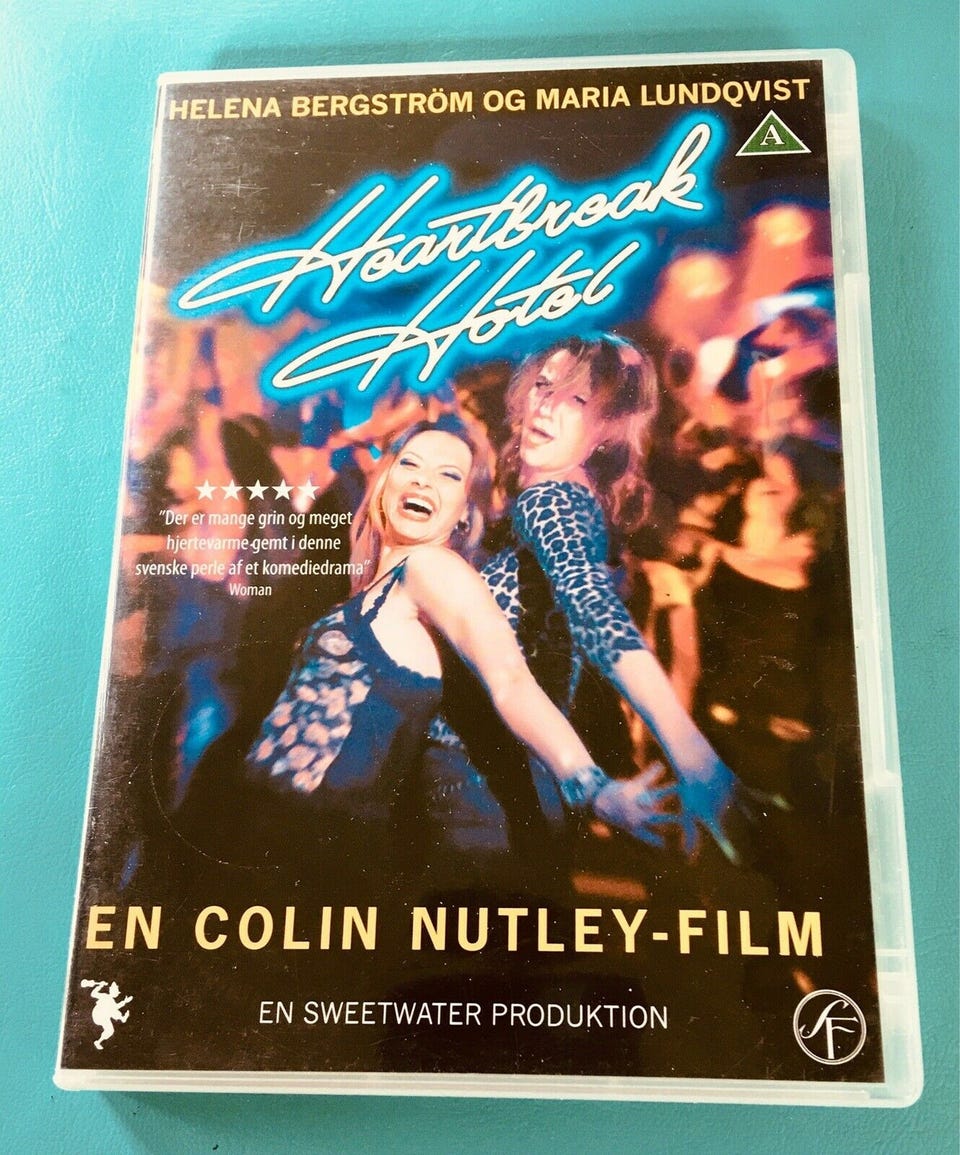 HELENA BERGSTRÖM OG MARIA LUNDQVIST
A
Heartbreak
Hotel
"Der er mange grin og meget
hjertevarme gemt i denne
svenske perle af et komediedrama"
Woman
EN COLIN NUTLEY-FILM
EN SWEETWATER PRODUKTION
SF